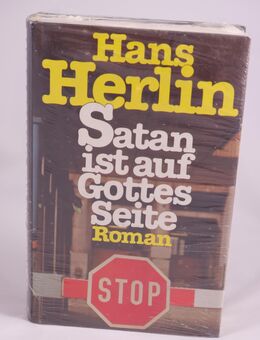 Hans
Herlin
Satan
ist auf
Gottes
Seite
Roman
STOP